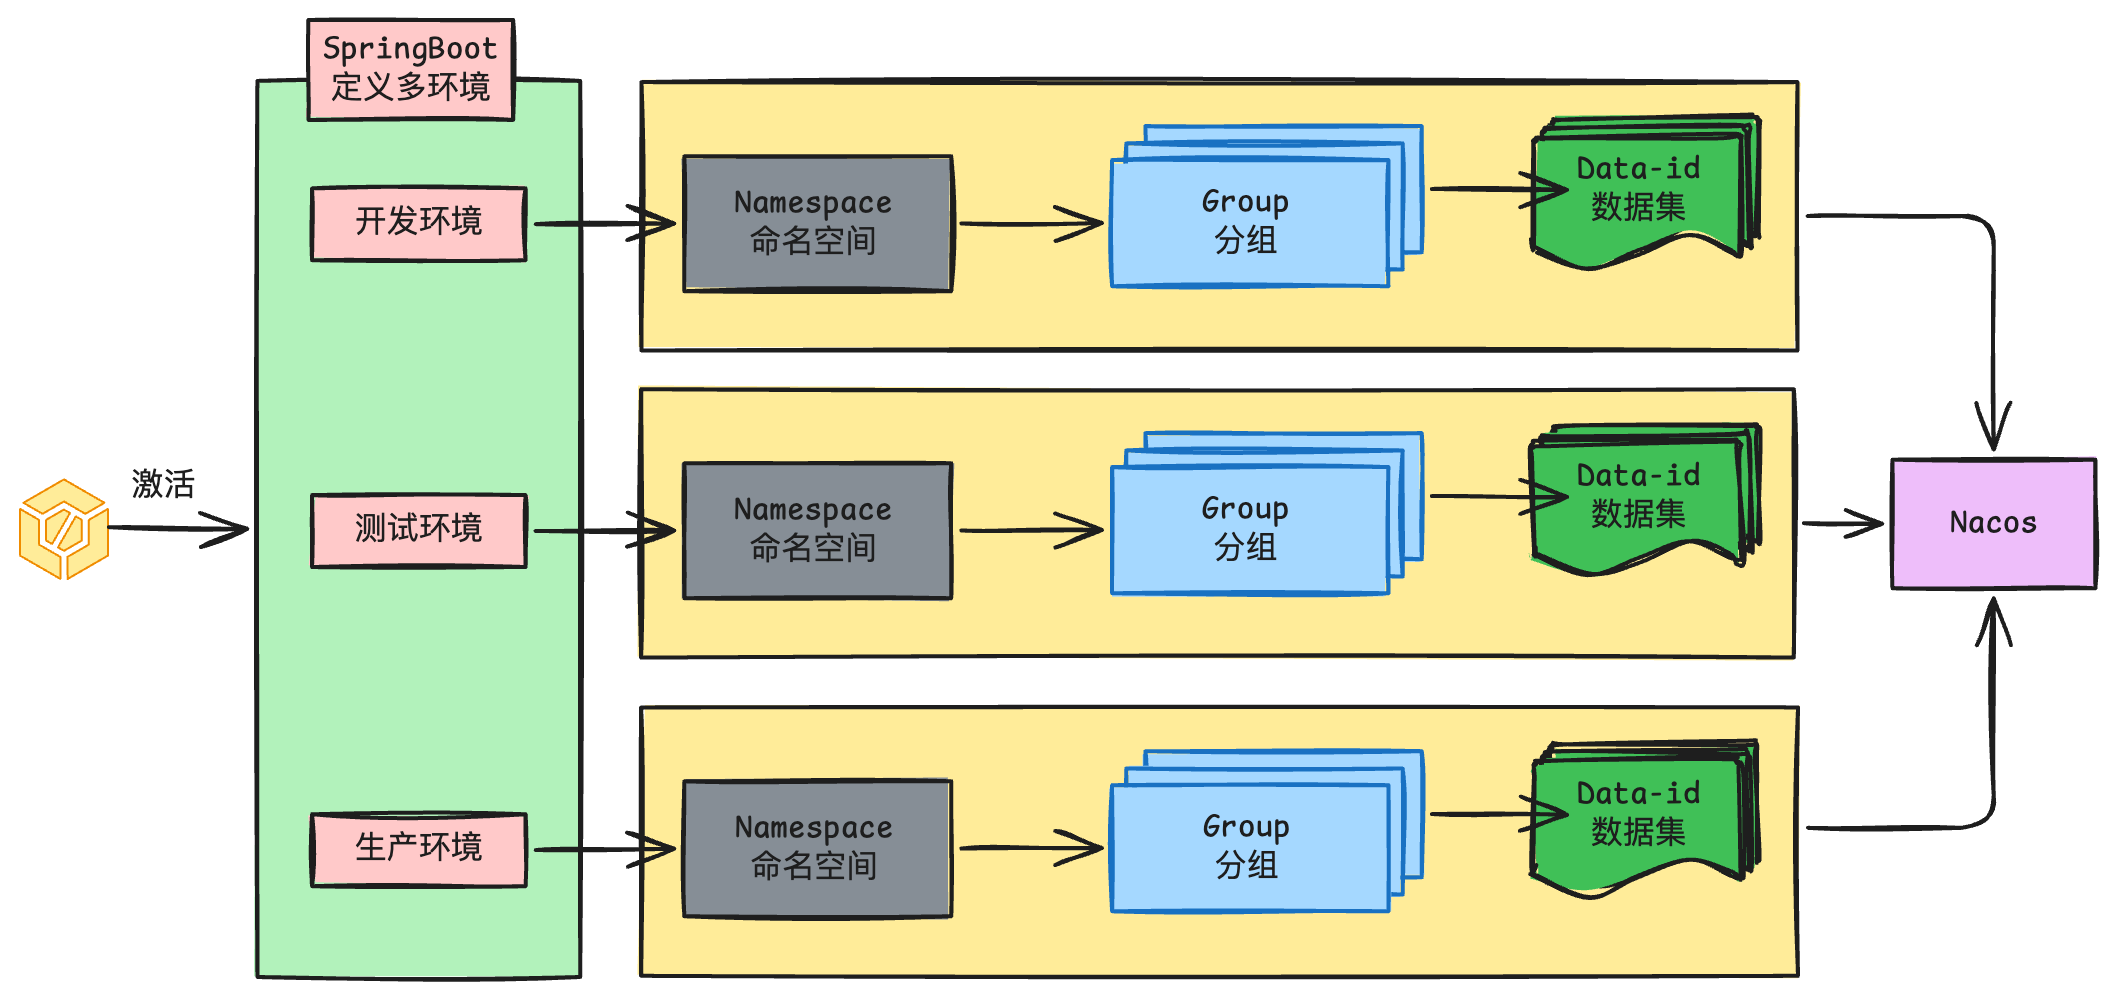 SpringBoot
定义多环境
激活
开发环境
Namespace
命名空间
Group
分组
Data-id
数据集
测试环境
Namespace
命名空间
Group
分组
Data-id
数据集
生产环境
Namespace
命名空间
Group
分组
Data-id
数据集
Nacos